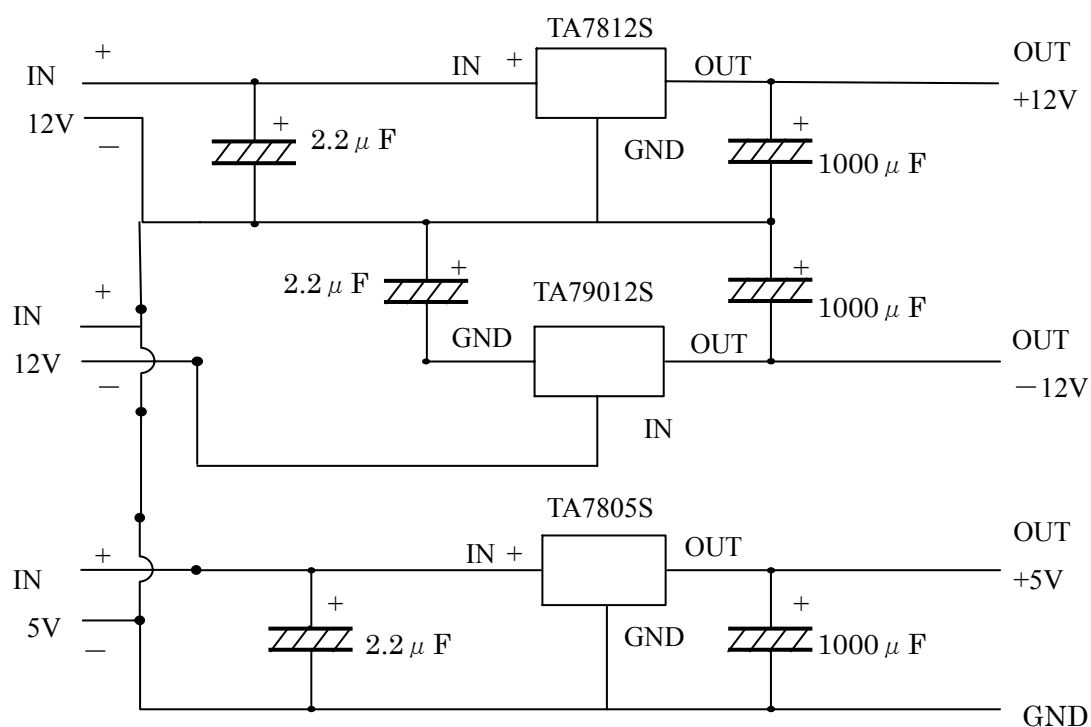 TA7812S
+
IN
IN +
OUT
OUT
+12V
12V
－
+
2.2μF
GND
+
1000μF
+
IN
12V
－
2.2μF
+
TA79012S
GND
OUT
+
1000μF
OUT
－12V
IN
TA7805S
+
IN
5V
－
IN +
OUT
OUT
+5V
+
2.2μF
GND
+
1000μF
GND